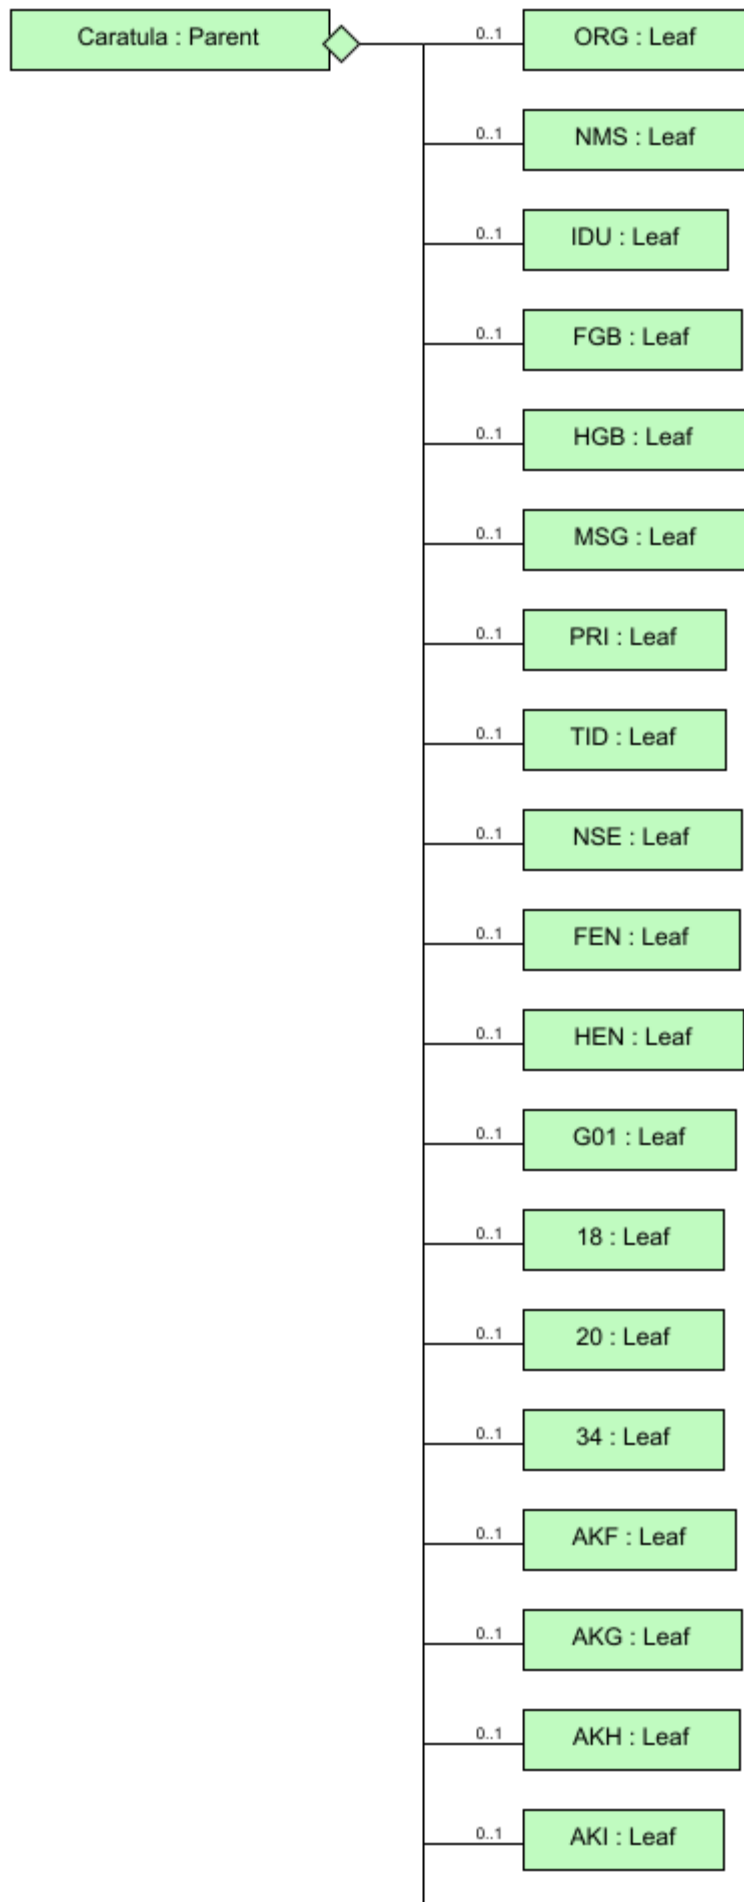 Caratula : Parent
0..1 ORG : Leaf
0..1 NMS : Leaf
0..1 IDU : Leaf
0..1 FGB : Leaf
0..1 HGB : Leaf
0..1 MSG : Leaf
0..1 PRI : Leaf
0..1 TID : Leaf
0..1 NSE : Leaf
0..1 FEN : Leaf
0..1 HEN : Leaf
0..1 G01 : Leaf
0..1 18 : Leaf
0..1 20 : Leaf
0..1 34 : Leaf
0..1 AKF : Leaf
0..1 AKG : Leaf
0..1 AKH : Leaf
0..1 AKI : Leaf